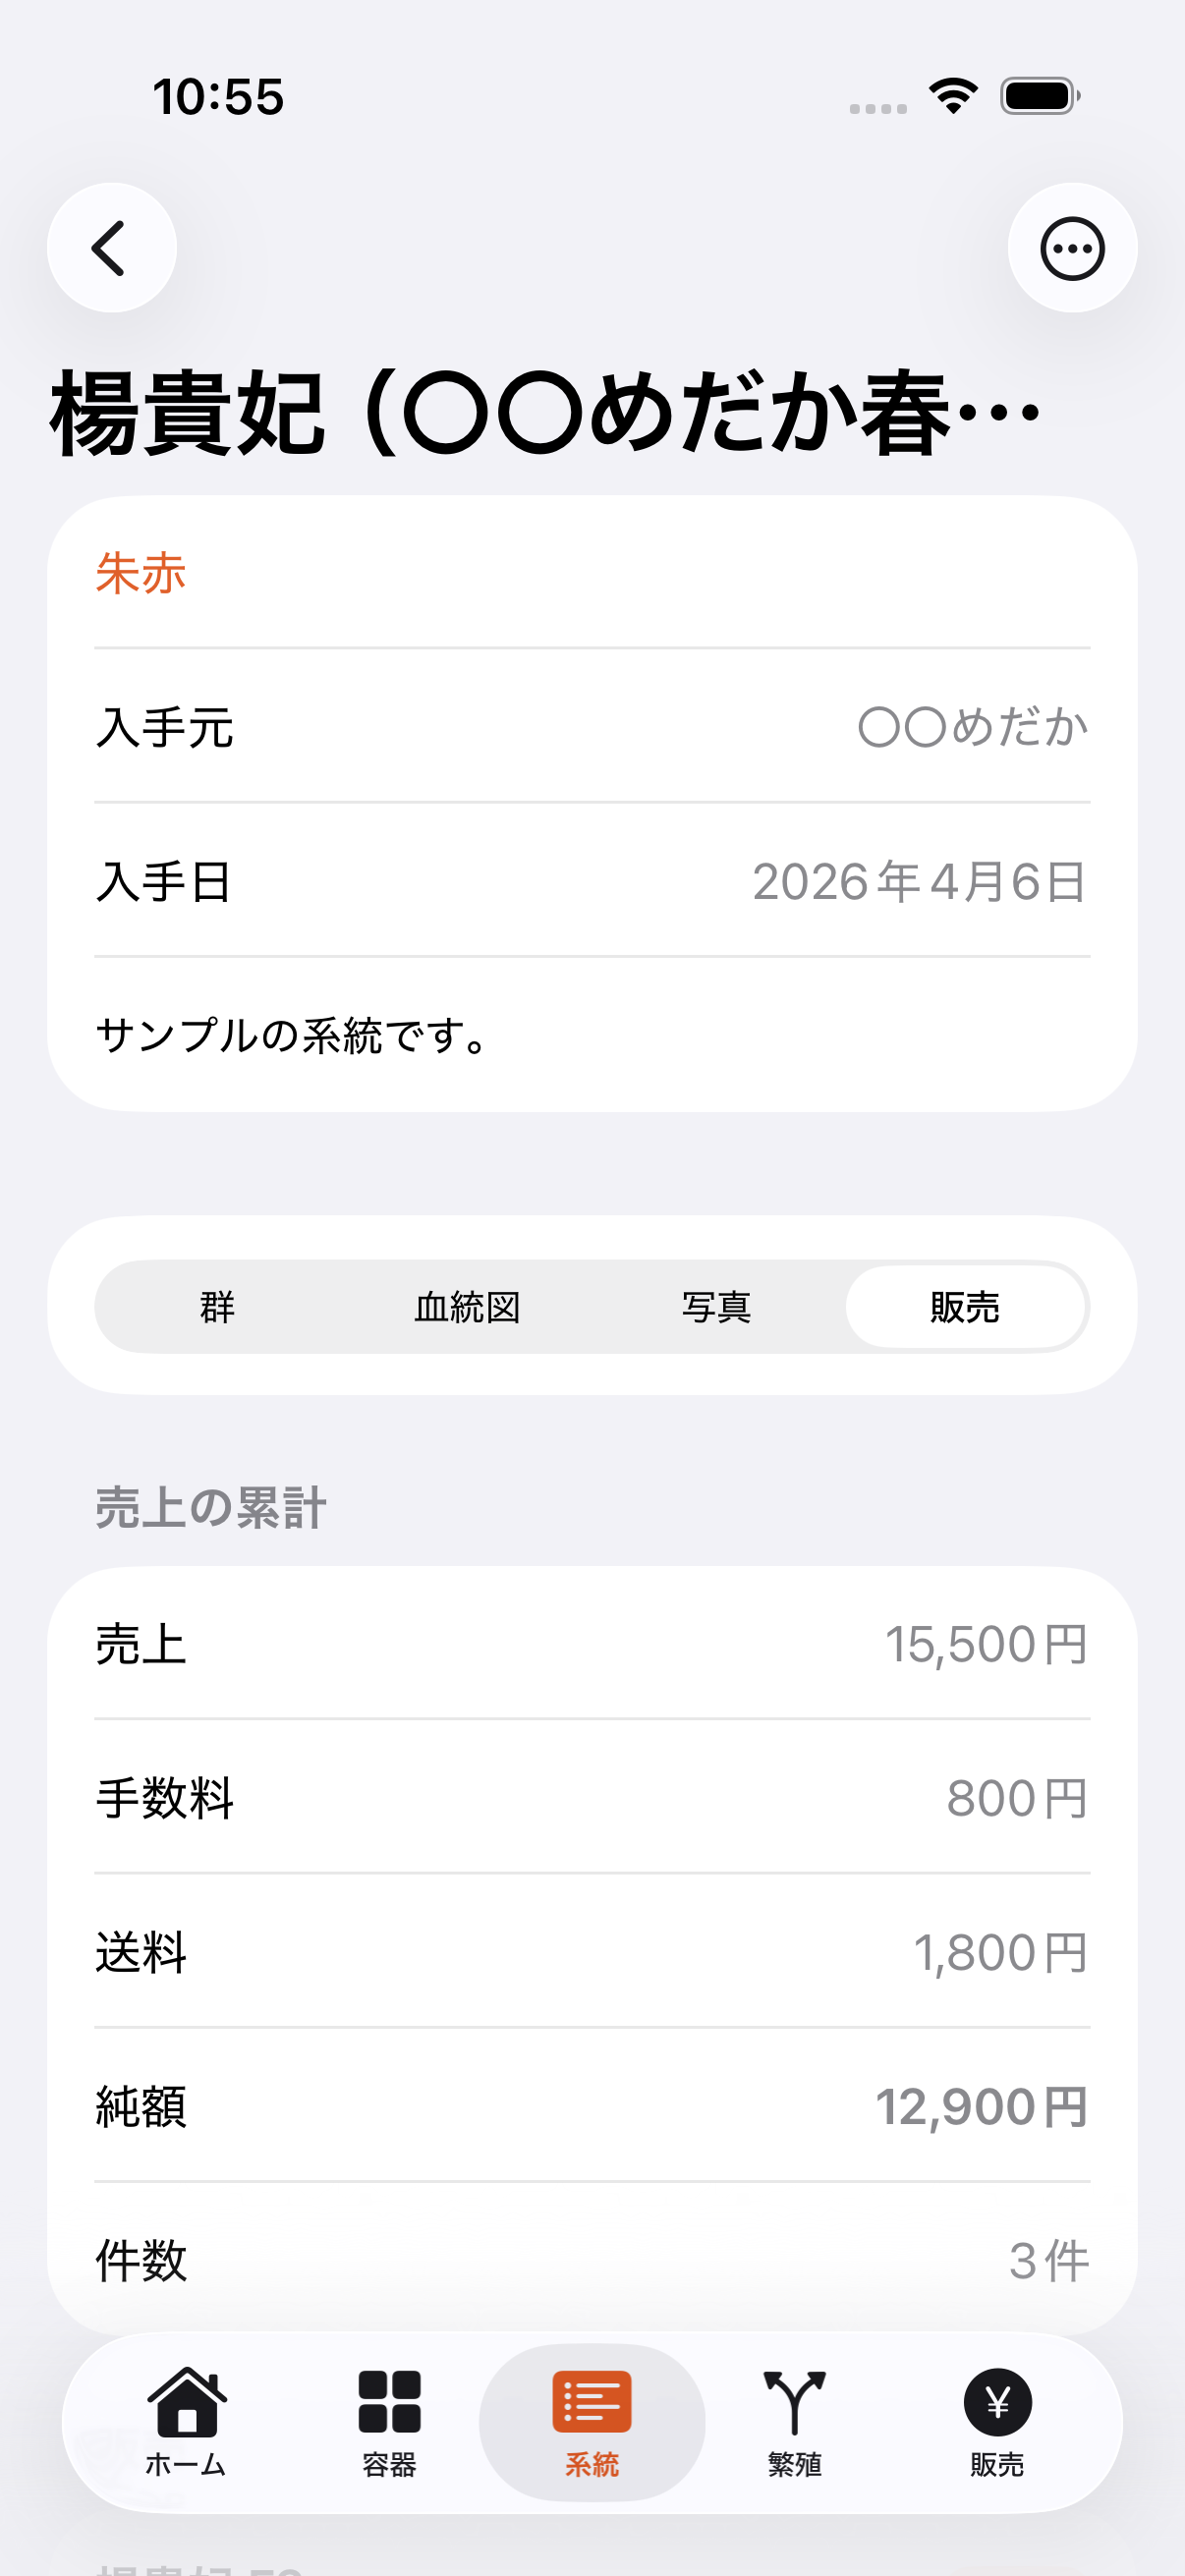 10:55
楊貴妃（〇〇めだか春…
朱赤
入手元 〇〇めだか
入手日 2026年4月6日
サンプルの系統です。
群 血統図 写真 販売
売上の累計
売上 15,500円
手数料 800円
送料 1,800円
純額 12,900円
件数 3件
ホーム 容器 系統 繁殖 販売